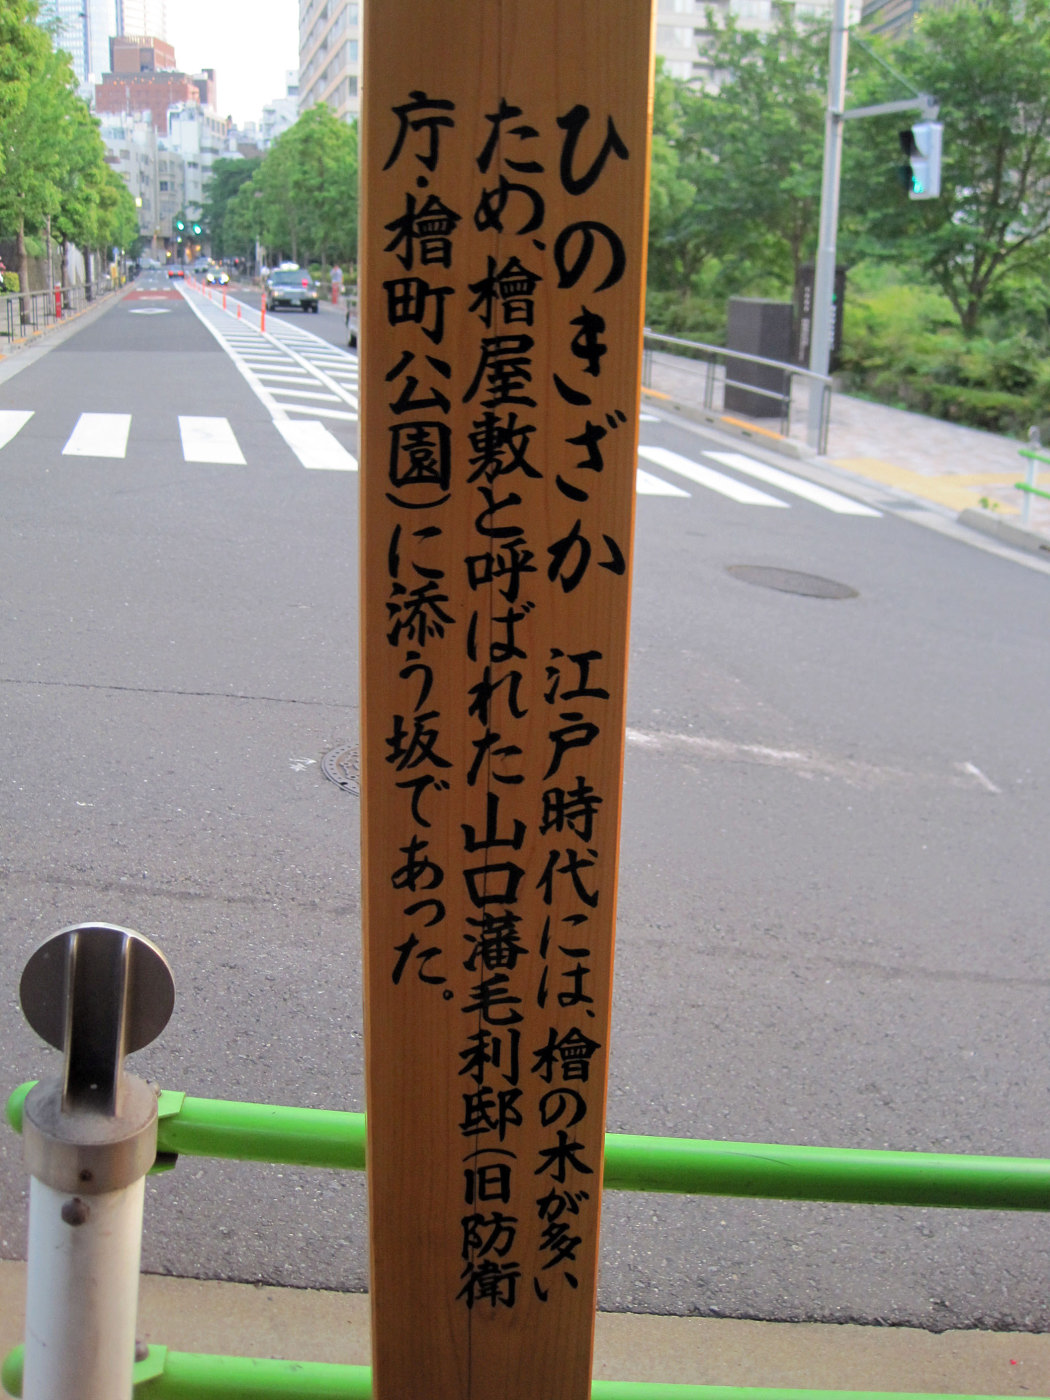 ひのきざか　江戸時代には、檜の木が多い
ため、檜屋敷と呼ばれた山口藩毛利邸（旧防衛
庁・檜町公園）に添う坂であった。